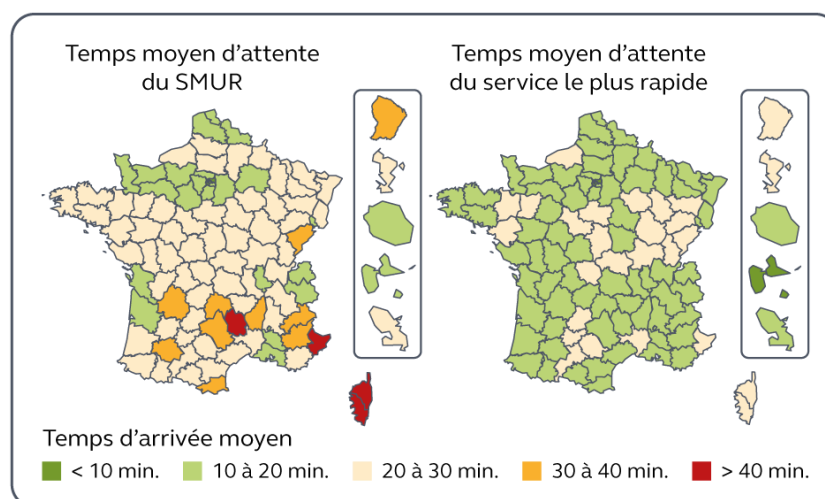 Temps moyen d’attente
du SMUR
Temps moyen d’attente
du service le plus rapide
Temps d’arrivée moyen
< 10 min.
10 à 20 min.
20 à 30 min.
30 à 40 min.
> 40 min.